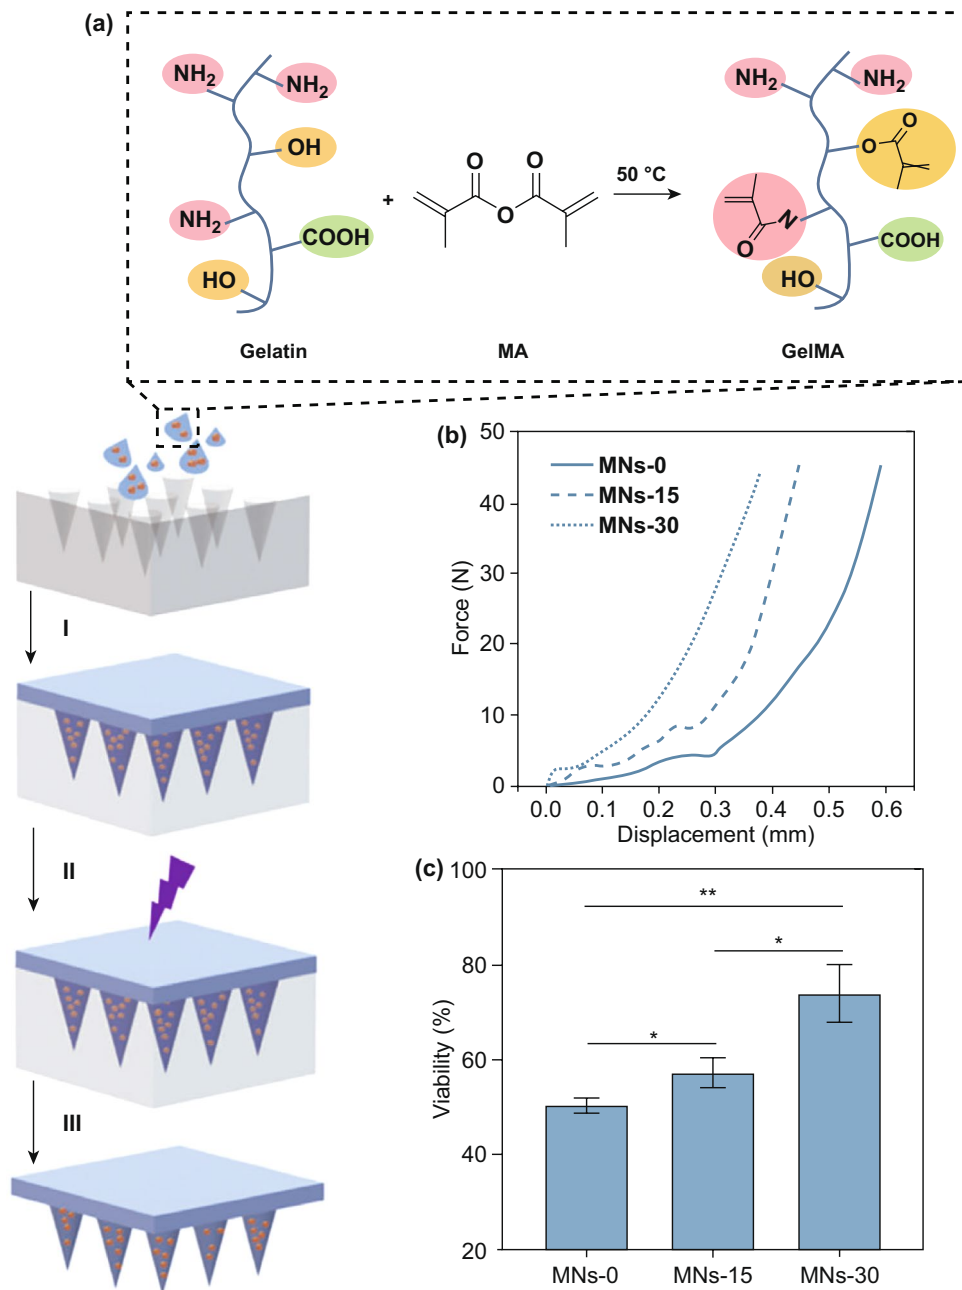 (a)
NH2
NH2
OH
NH2
COOH
HO
Gelatin
+
O
O
O
MA
50 °C
NH2
NH2
O
O
N
O
COOH
HO
GelMA
I
II
III
(b)
Force (N)
50
40
30
20
10
0
MNs-0
MNs-15
MNs-30
0.0 0.1 0.2 0.3 0.4 0.5 0.6
Displacement (mm)
(c)
Viability (%)
100
80
60
40
20
**
*
*
MNs-0 MNs-15 MNs-30